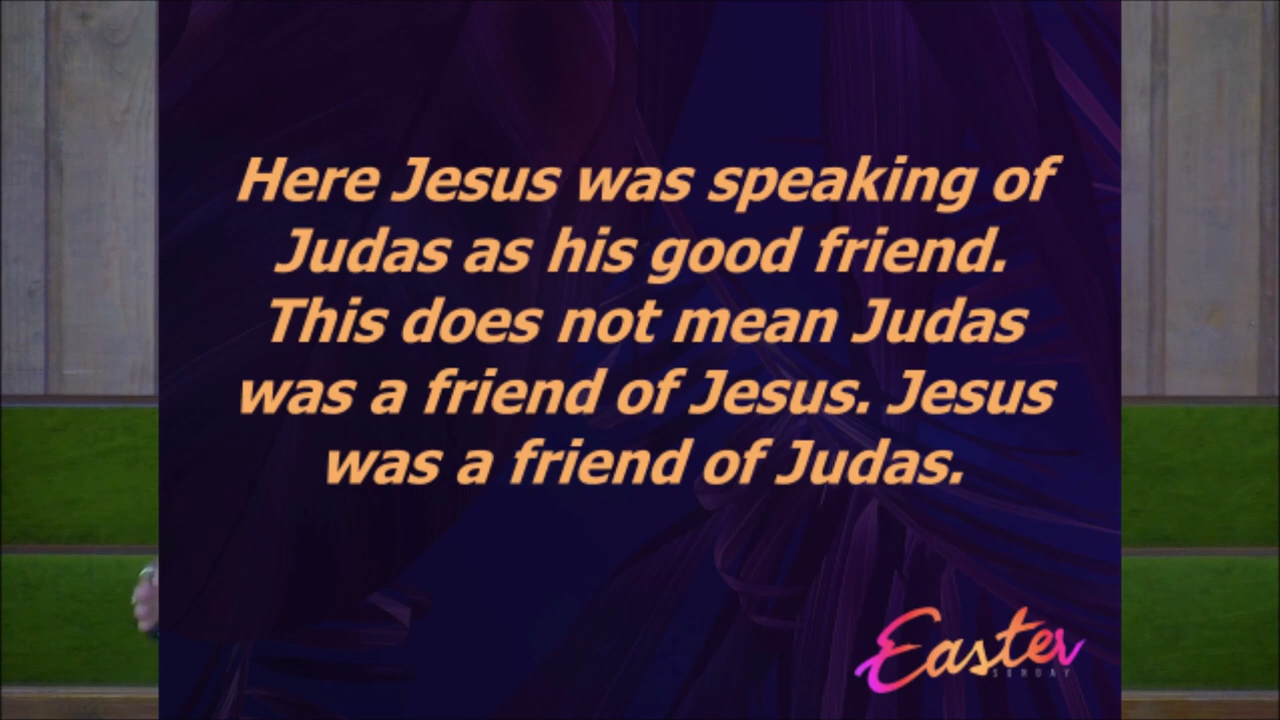 Here Jesus was speaking of
Judas as his good friend.
This does not mean Judas
was a friend of Jesus. Jesus
was a friend of Judas.
Easter
SUNDAY